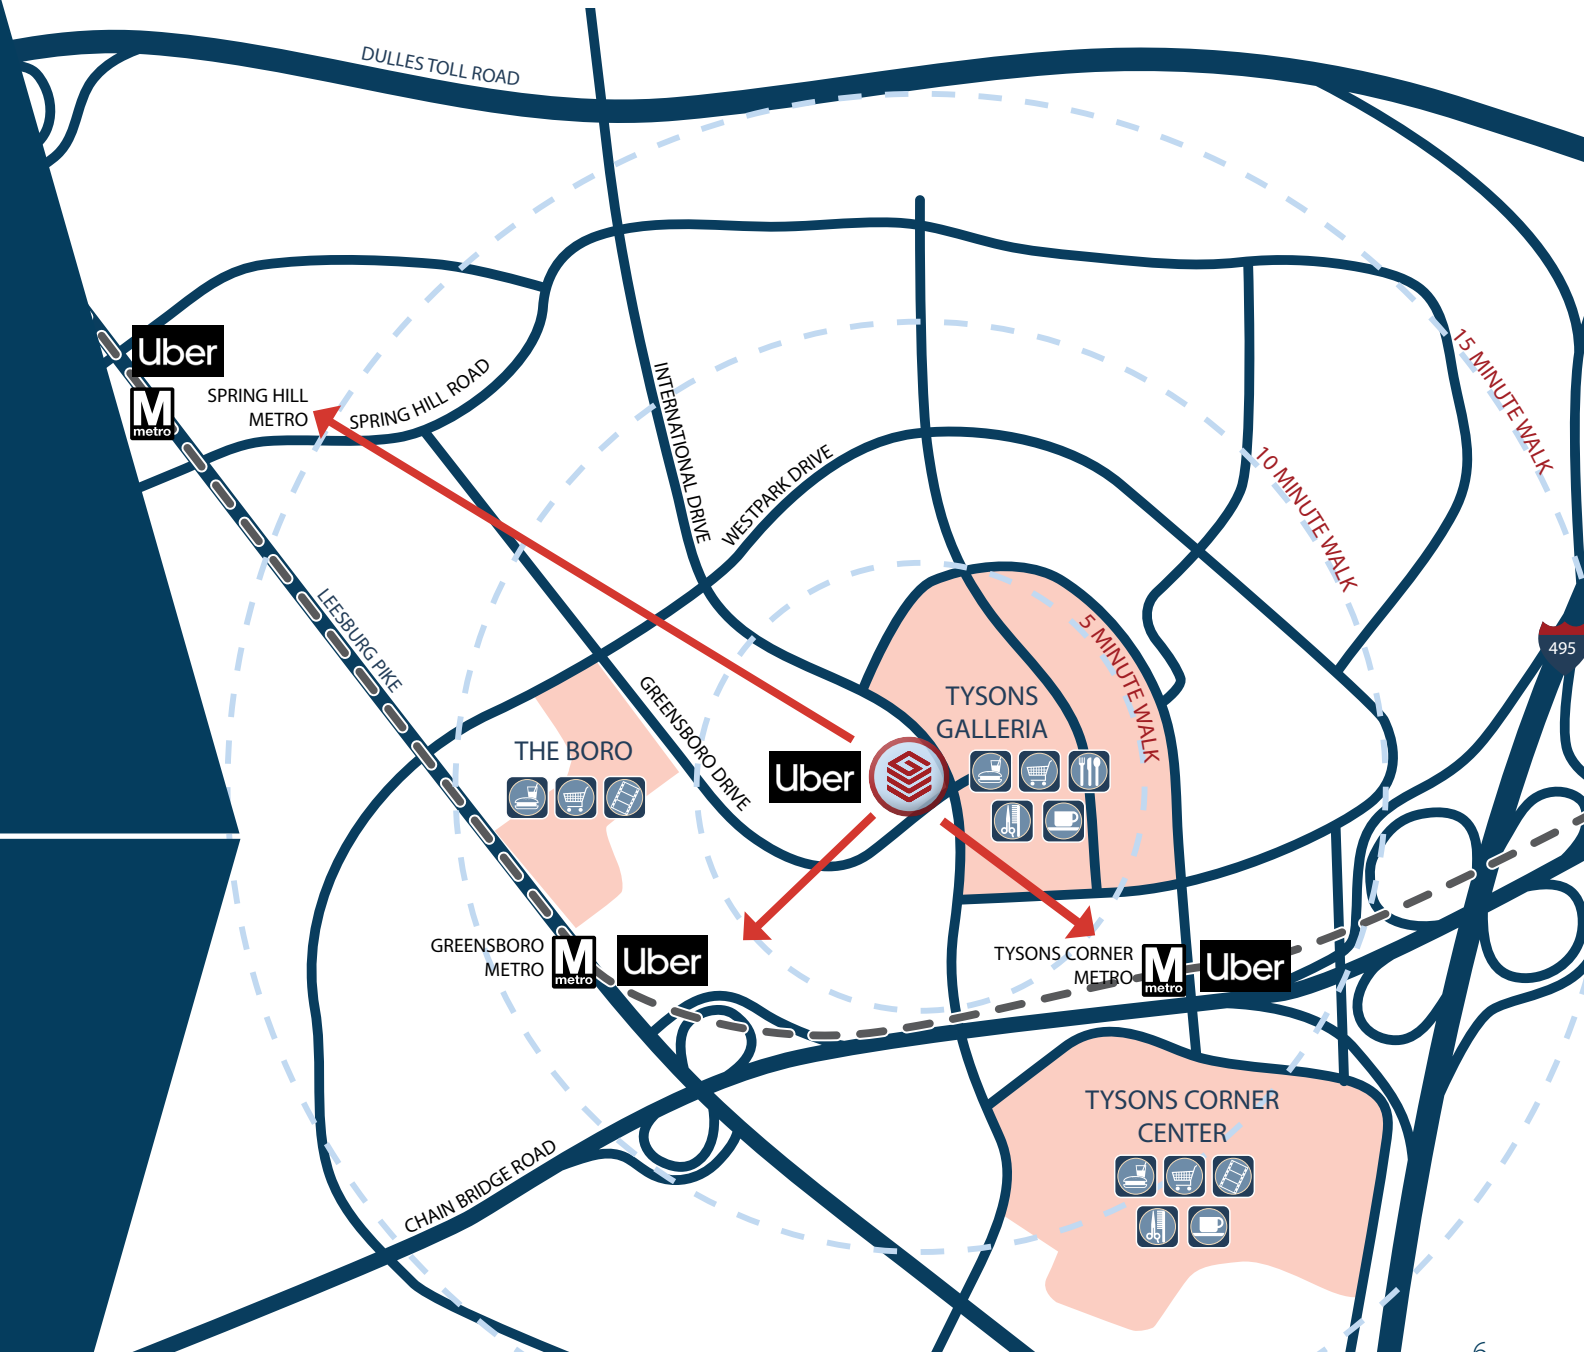 DULLES TOLL ROAD
15 MINUTE WALK
Uber
M
metro
SPRING HILL
METRO
SPRING HILL ROAD
INTERNATIONAL DRIVE
WESTPARK DRIVE
10 MINUTE WALK
LEESBURG PIKE
5 MINUTE WALK
495
GREENSBORO DRIVE
TYSONS
GALLERIA
THE BORO
Uber
GREENSBORO
METRO
M
metro
Uber
TYSONS CORNER
METRO
M
metro
Uber
TYSONS CORNER
CENTER
CHAIN BRIDGE ROAD
6